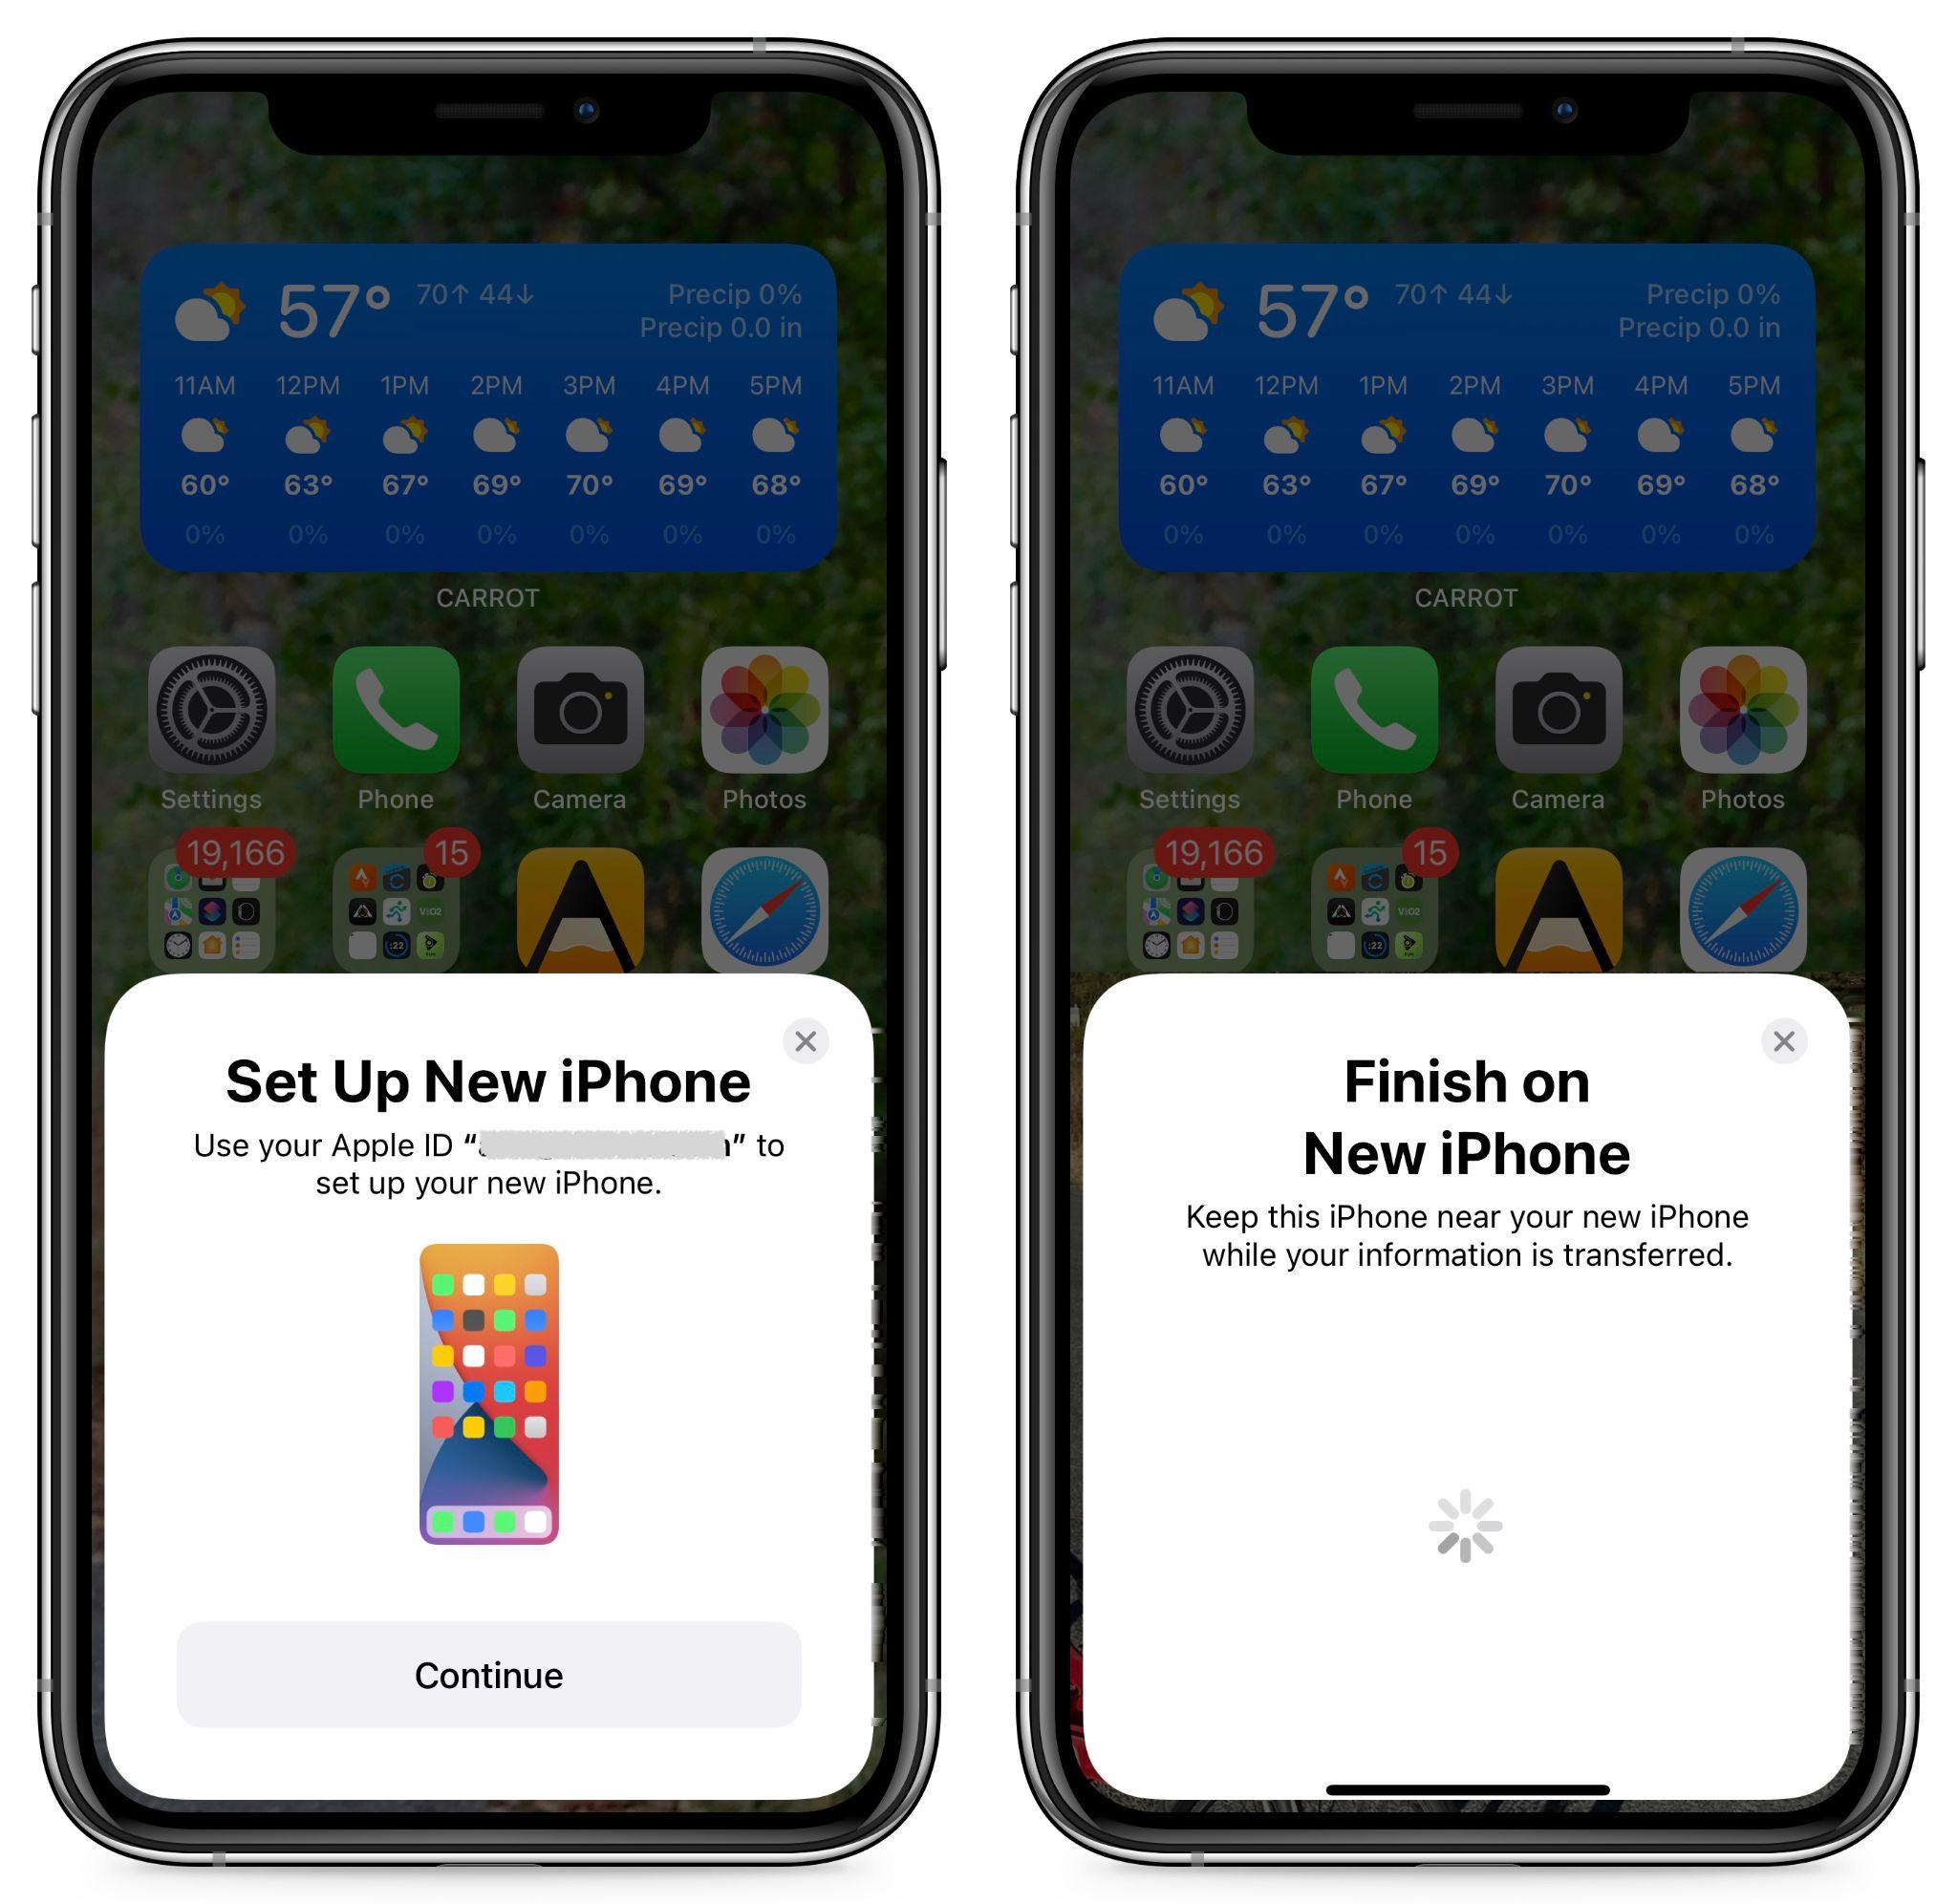 57° 70↑ 44↓ Precip 0%
Precip 0.0 in
11AM 12PM 1PM 2PM 3PM 4PM 5PM
60° 63° 67° 69° 70° 69° 68°
0% 0% 0% 0% 0% 0% 0%
CARROT
Settings Phone Camera Photos
19,166 15
ViO2
:22
Set Up New iPhone
Use your Apple ID “ ” to
set up your new iPhone.
Continue
57° 70↑ 44↓ Precip 0%
Precip 0.0 in
11AM 12PM 1PM 2PM 3PM 4PM 5PM
60° 63° 67° 69° 70° 69° 68°
0% 0% 0% 0% 0% 0% 0%
CARROT
Settings Phone Camera Photos
19,166 15
ViO2
:22
Finish on
New iPhone
Keep this iPhone near your new iPhone
while your information is transferred.